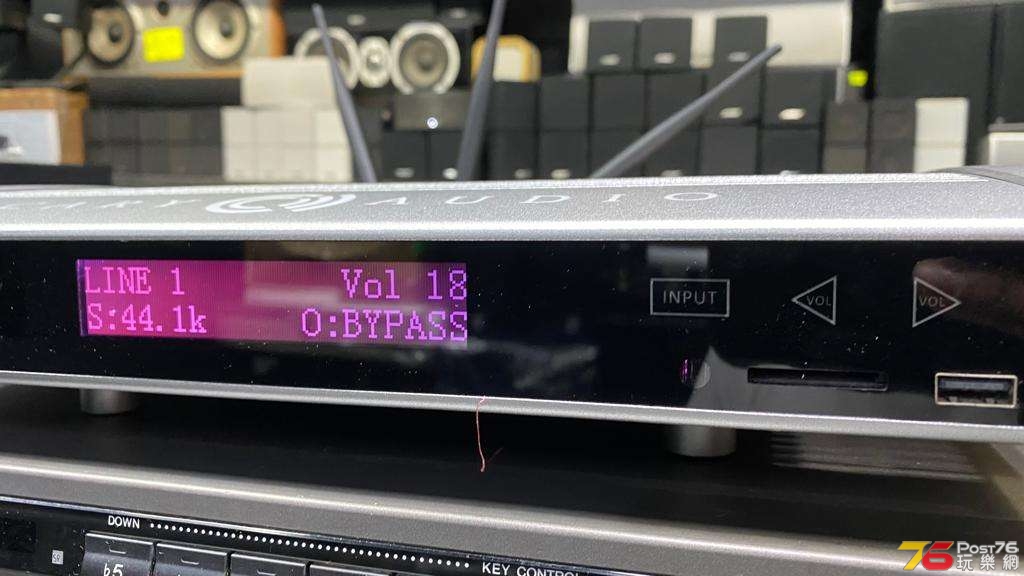 AUDIO
LINE 1 Vol 18
S:44.1k O:BYPASS
INPUT
VOL
VOL
DOWN
♭5
KEY CONTROL
76 Post76
玩樂網